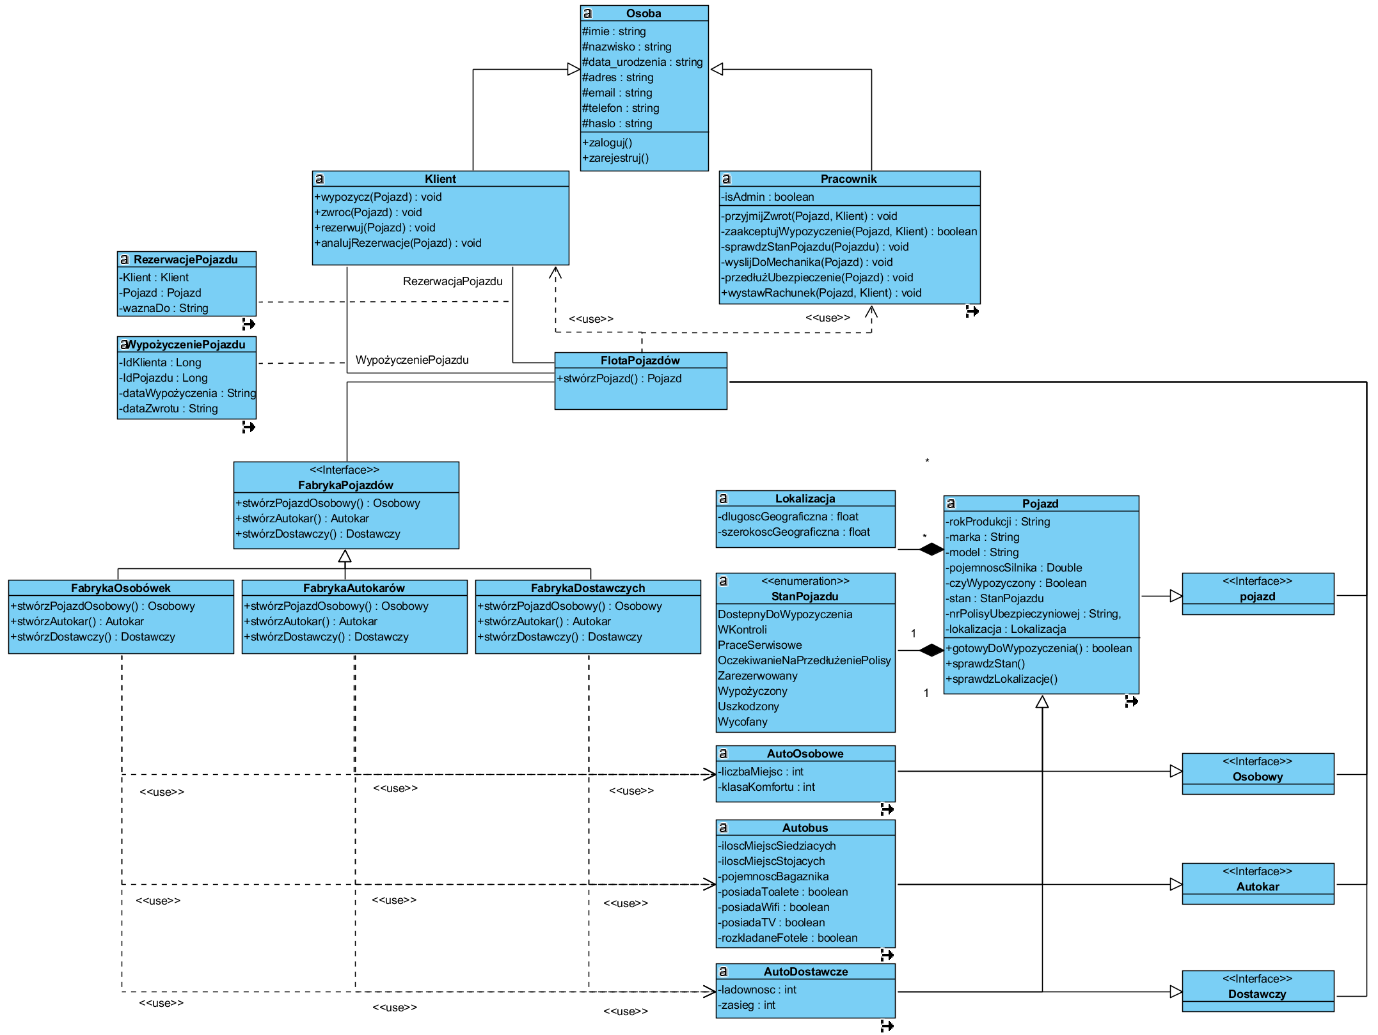 Osoba
#imie : string
#nazwisko : string
#data_urodzenia : string
#adres : string
#email : string
#telefon : string
#haslo : string
+zaloguj()
+zarejestruj()
Klient
+wypozycz(Pojazd) : void
+zwroc(Pojazd) : void
+rezerwuj(Pojazd) : void
+analujRezerwacje(Pojazd) : void
Pracownik
-isAdmin : boolean
-przyjmijZwrot(Pojazd, Klient) : void
-zaakceptujWypozyczenie(Pojazd, Klient) : boolean
-sprawdzStanPojazdu(Pojazdu) : void
-wyslijDoMechanika(Pojazd) : void
-przedłużUbezpieczenie(Pojazd) : void
+wystawRachunek(Pojazd, Klient) : void
RezerwacjePojazdu
-Klient : Klient
-Pojazd : Pojazd
-waznaDo : String
RezerwacjaPojazdu
<<use>>
<<use>>
WypożyczeniePojazdu
-IdKlienta : Long
-IdPojazdu : Long
-dataWypożyczenia : String
-dataZwrotu : String
WypożyczeniePojazdu
FlotaPojazdów
+stwórzPojazd() : Pojazd
<<Interface>>
FabrykaPojazdów
+stwórzPojazdOsobowy() : Osobowy
+stwórzAutokar() : Autokar
+stwórzDostawczy() : Dostawczy
*
Lokalizacja
-dlugoscGeograficzna : float
-szerokoscGeograficzna : float
*
Pojazd
-rokProdukcji : String
-marka : String
-model : String
-pojemnoscSilnika : Double
-czyWypozyczony : Boolean
-stan : StanPojazdu
-nrPolisyUbezpieczyniowej : String,
-lokalizacja : Lokalizacja
+gotowyDoWypozyczenia() : boolean
+sprawdzStan()
+sprawdzLokalizacje()
<<Interface>>
pojazd
FabrykaOsobówek
+stwórzPojazdOsobowy() : Osobowy
+stwórzAutokar() : Autokar
+stwórzDostawczy() : Dostawczy
FabrykaAutokarów
+stwórzPojazdOsobowy() : Osobowy
+stwórzAutokar() : Autokar
+stwórzDostawczy() : Dostawczy
FabrykaDostawczych
+stwórzPojazdOsobowy() : Osobowy
+stwórzAutokar() : Autokar
+stwórzDostawczy() : Dostawczy
<<enumeration>>
StanPojazdu
DostepnyDoWypozyczenia
WKontroli
PraceSerwisowe
OczekiwanieNaPrzedłużeniePolisy
Zarezerwowany
Wypożyczony
Uszkodzony
Wycofany
1
1
AutoOsobowe
-liczbaMiejsc : int
-klasaKomfortu : int
<<Interface>>
Osobowy
<<use>>
<<use>>
<<use>>
Autobus
-iloscMiejscSiedziacych
-iloscMiejscStojacych
-pojemnoscBagaznika
-posiadaToalete : boolean
-posiadaWifi : boolean
-posiadaTV : boolean
-rozkladaneFotele : boolean
<<Interface>>
Autokar
<<use>>
<<use>>
<<use>>
AutoDostawcze
-ladownosc : int
-zasieg : int
<<Interface>>
Dostawczy
<<use>>
<<use>>
<<use>>